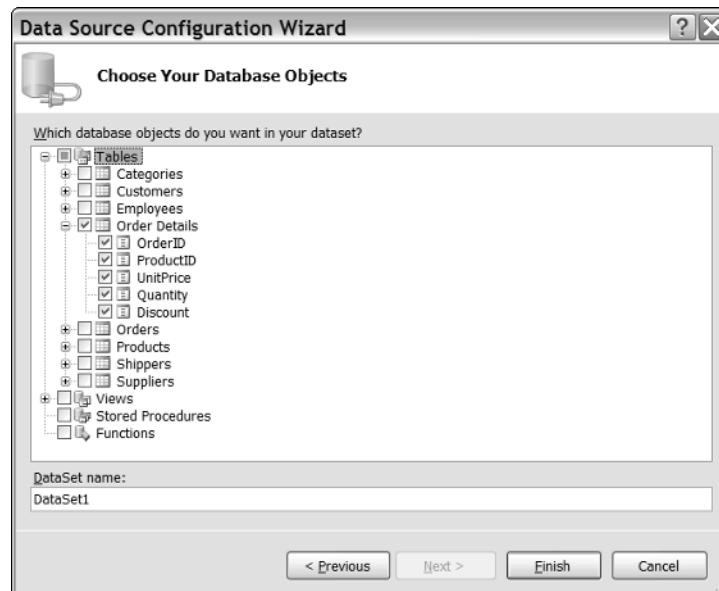 Data Source Configuration Wizard
Choose Your Database Objects
Which database objects do you want in your dataset?
Tables
Categories
Customers
Employees
Order Details
OrderID
ProductID
UnitPrice
Quantity
Discount
Orders
Products
Shippers
Suppliers
Views
Stored Procedures
Functions
DataSet name:
DataSet1
< Previous Next > Finish Cancel